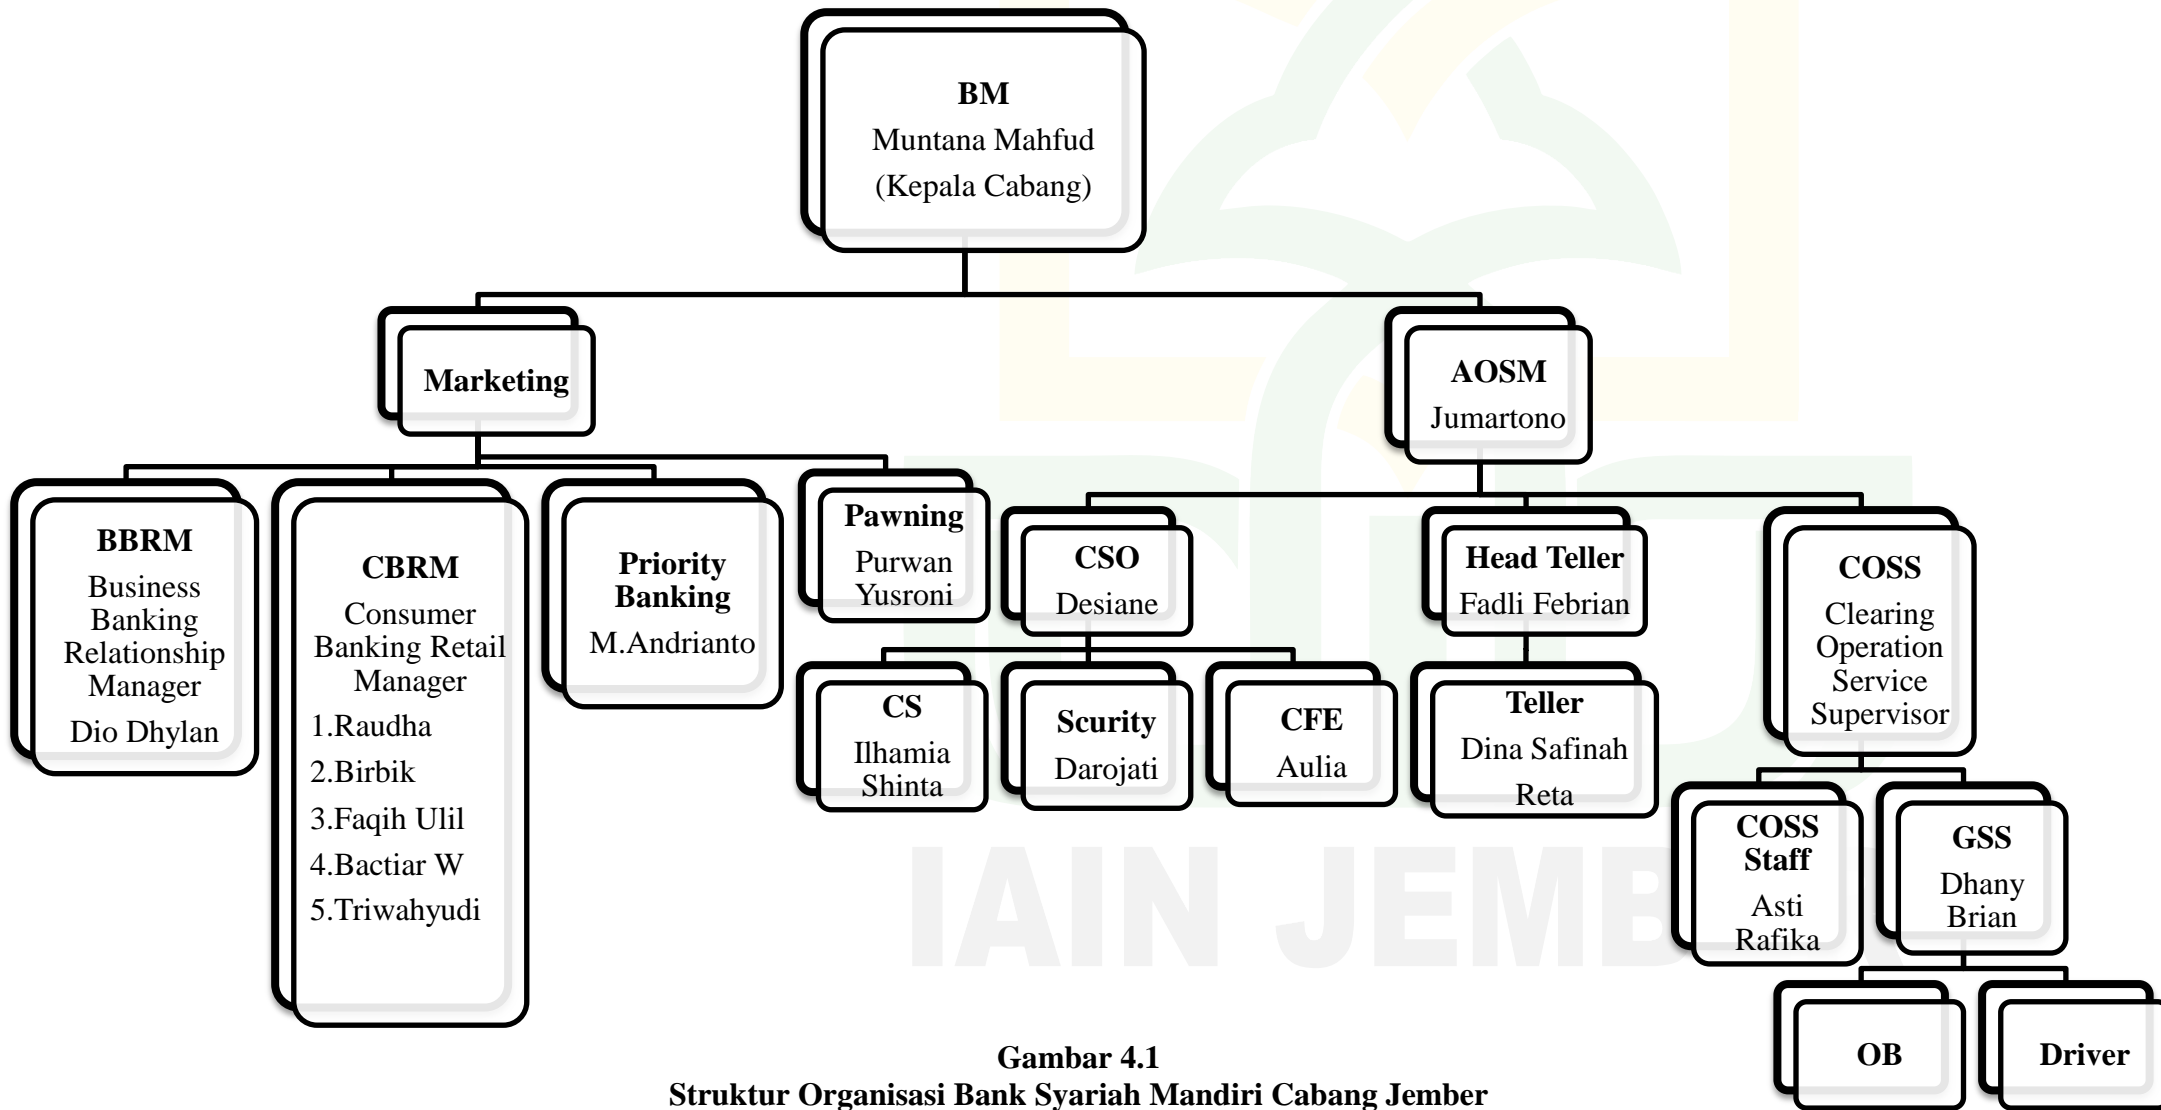 BM
Muntana Mahfud
(Kepala Cabang)
Marketing
AOSM
Jumartono
BBRM
Business
Banking
Relationship
Manager
Dio Dhylan
CBRM
Consumer
Banking Retail
Manager
1.Raudha
2.Birbik
3.Faqih Ulil
4.Bactiar W
5.Triwahyudi
Priority
Banking
M.Andrianto
Pawning
Purwan
Yusroni
CSO
Desiane
Head Teller
Fadli Febrian
COSS
Clearing
Operation
Service
Supervisor
CS
Ilhamia
Shinta
Scurity
Darojati
CFE
Aulia
Teller
Dina Safinah
Reta
COSS
Staff
Asti
Rafika
GSS
Dhany
Brian
OB
Driver
IAIN JEMB
Gambar 4.1
Struktur Organisasi Bank Syariah Mandiri Cabang Jember